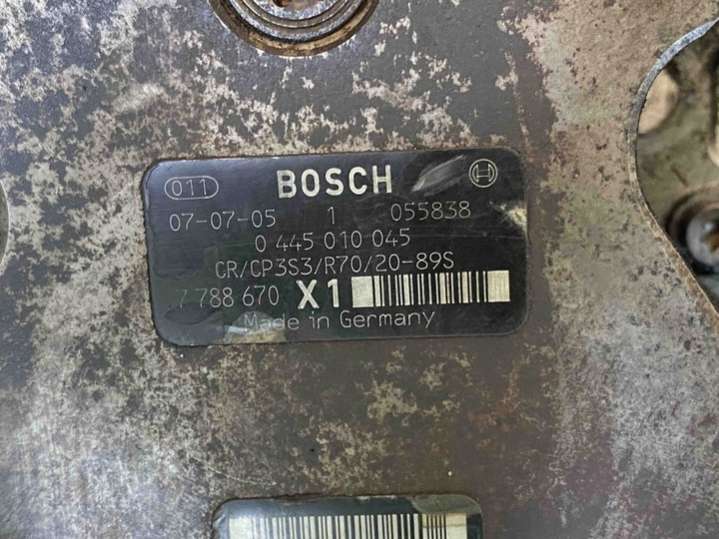 011 BOSCH
07-07-05 1 055838
0 445 010 045
CR/CP3S3/R70/20-89S
7 788 670 X1
Made in Germany